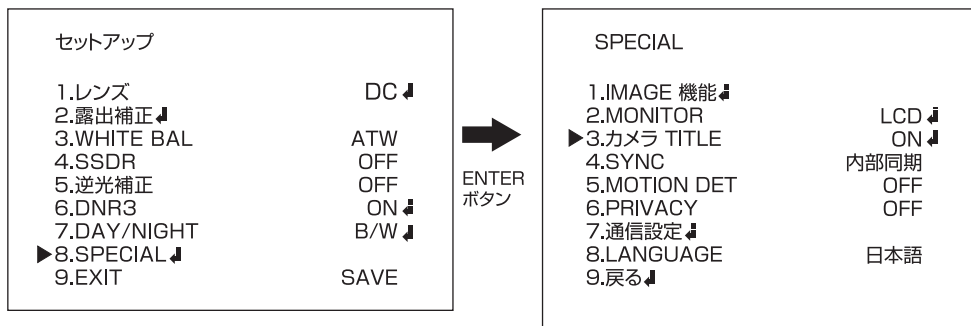 セットアップ
1.レンズ DC↲
2.露出補正↲
3.WHITE BAL ATW
4.SSDR OFF
5.逆光補正 OFF
6.DNR3 ON↲
7.DAY/NIGHT B/W↲
▶8.SPECIAL↲
9.EXIT SAVE
ENTER
ボタン
SPECIAL
1.IMAGE 機能↲
2.MONITOR LCD↲
▶3.カメラ TITLE ON↲
4.SYNC 内部同期
5.MOTION DET OFF
6.PRIVACY OFF
7.通信設定↲
8.LANGUAGE 日本語
9.戻る↲